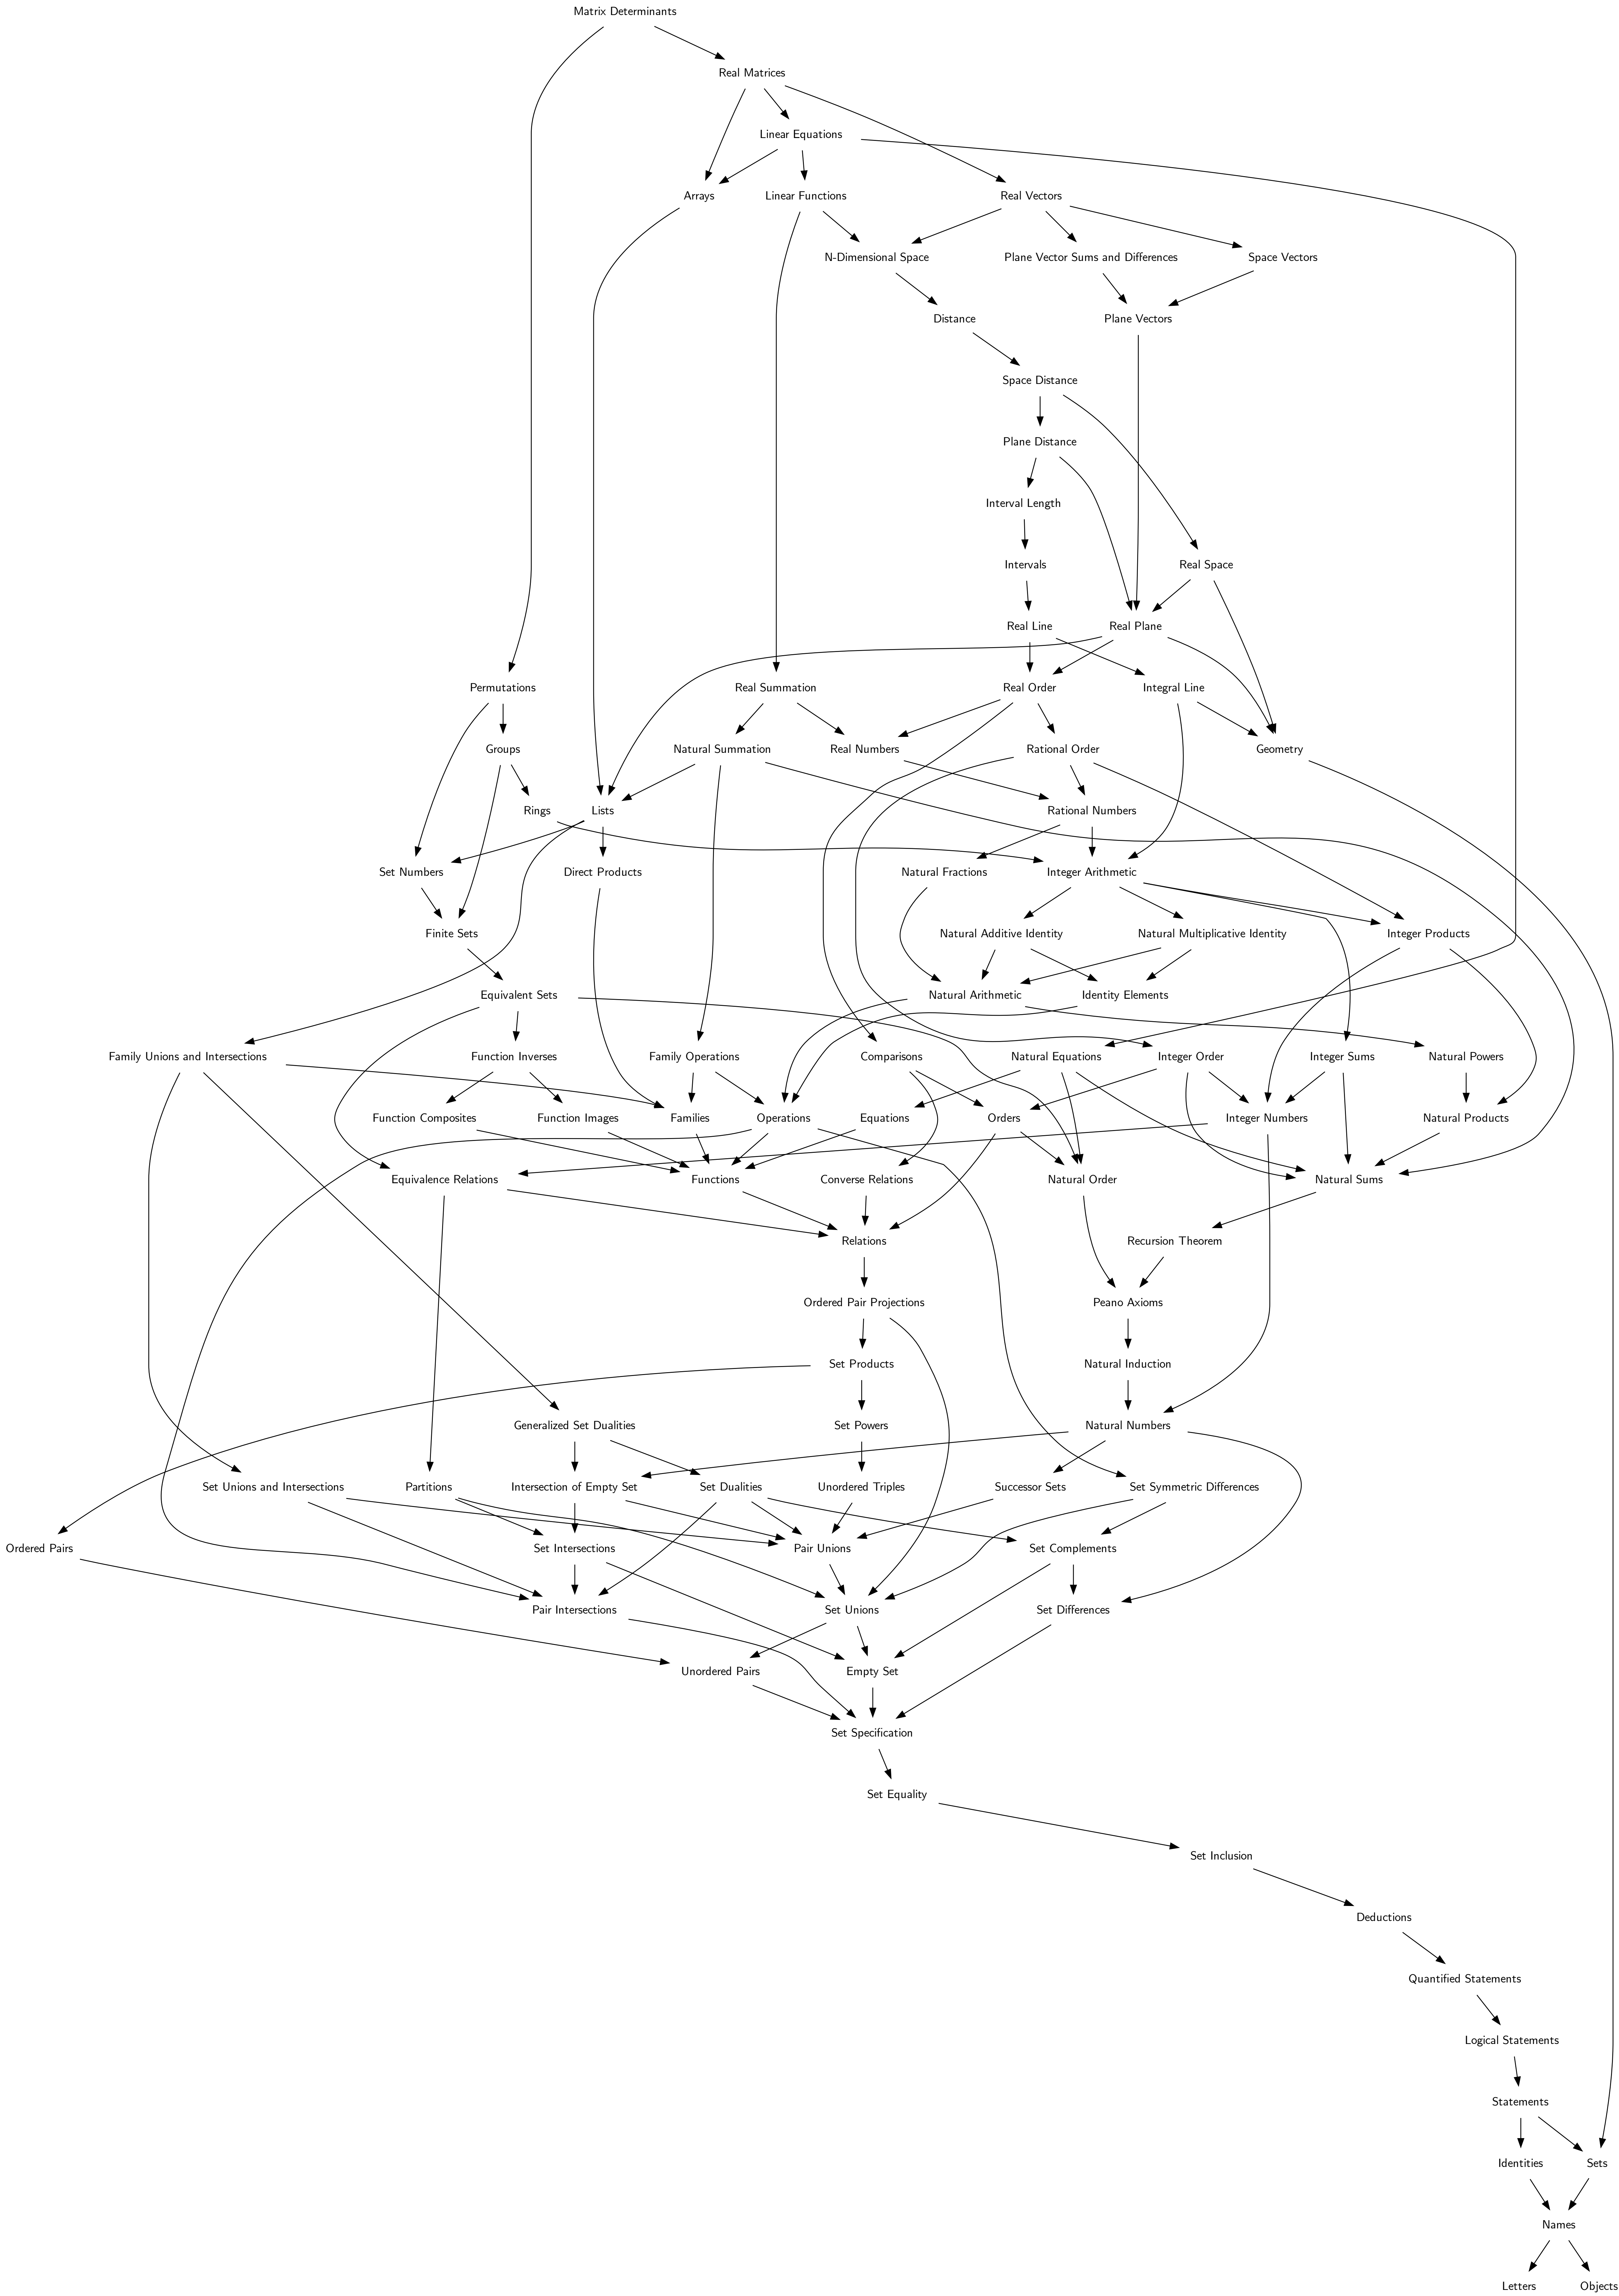 Matrix Determinants
Real Matrices
Linear Equations
Arrays
Linear Functions
Real Vectors
N-Dimensional Space
Plane Vector Sums and Differences
Space Vectors
Distance
Plane Vectors
Space Distance
Plane Distance
Interval Length
Intervals
Real Space
Real Line
Real Plane
Permutations
Real Summation
Real Order
Integral Line
Groups
Natural Summation
Real Numbers
Rational Order
Geometry
Rings
Lists
Rational Numbers
Set Numbers
Direct Products
Natural Fractions
Integer Arithmetic
Finite Sets
Natural Additive Identity
Natural Multiplicative Identity
Integer Products
Equivalent Sets
Natural Arithmetic
Identity Elements
Family Unions and Intersections
Function Inverses
Family Operations
Comparisons
Natural Equations
Integer Order
Integer Sums
Natural Powers
Function Composites
Function Images
Families
Operations
Equations
Orders
Integer Numbers
Natural Products
Equivalence Relations
Functions
Converse Relations
Natural Order
Natural Sums
Relations
Recursion Theorem
Ordered Pair Projections
Peano Axioms
Set Products
Natural Induction
Generalized Set Dualities
Set Powers
Natural Numbers
Set Unions and Intersections
Partitions
Intersection of Empty Set
Set Dualities
Unordered Triples
Successor Sets
Set Symmetric Differences
Ordered Pairs
Set Intersections
Pair Unions
Set Complements
Pair Intersections
Set Unions
Set Differences
Unordered Pairs
Empty Set
Set Specification
Set Equality
Set Inclusion
Deductions
Quantified Statements
Logical Statements
Statements
Identities
Sets
Names
Letters
Objects